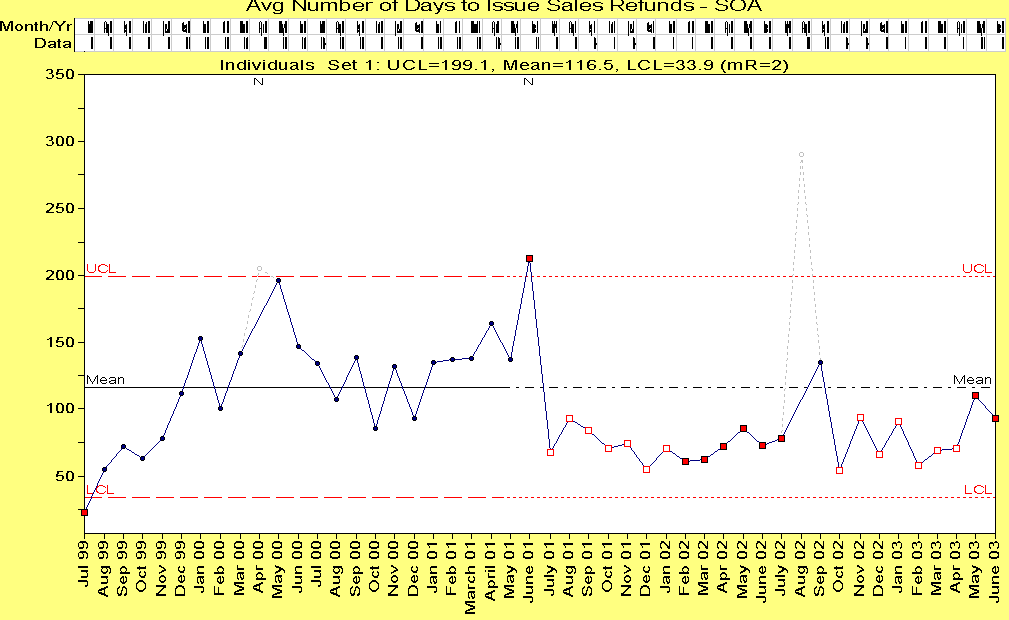 Avg Number of Days to Issue Sales Refunds - SOA
Month/Yr
Data
Individuals Set 1: UCL=199.1, Mean=116.5, LCL=33.9 (mR=2)
350
N N
300
250
200
UCL UCL
150
Mean Mean
100
50
LCL LCL
Jul 99
Aug 99
Sep 99
Oct 99
Nov 99
Dec 99
Jan 00
Feb 00
Mar 00
Apr 00
May 00
Jun 00
Jul 00
Aug 00
Sep 00
Oct 00
Nov 00
Dec 00
Jan 01
Feb 01
March 01
April 01
May 01
June 01
July 01
Aug 01
Sep 01
Oct 01
Nov 01
Dec 01
Jan 02
Feb 02
Mar 02
Apr 02
May 02
June 02
July 02
Aug 02
Sep 02
Oct 02
Nov 02
Dec 02
Jan 03
Feb 03
Mar 03
Apr 03
May 03
June 03